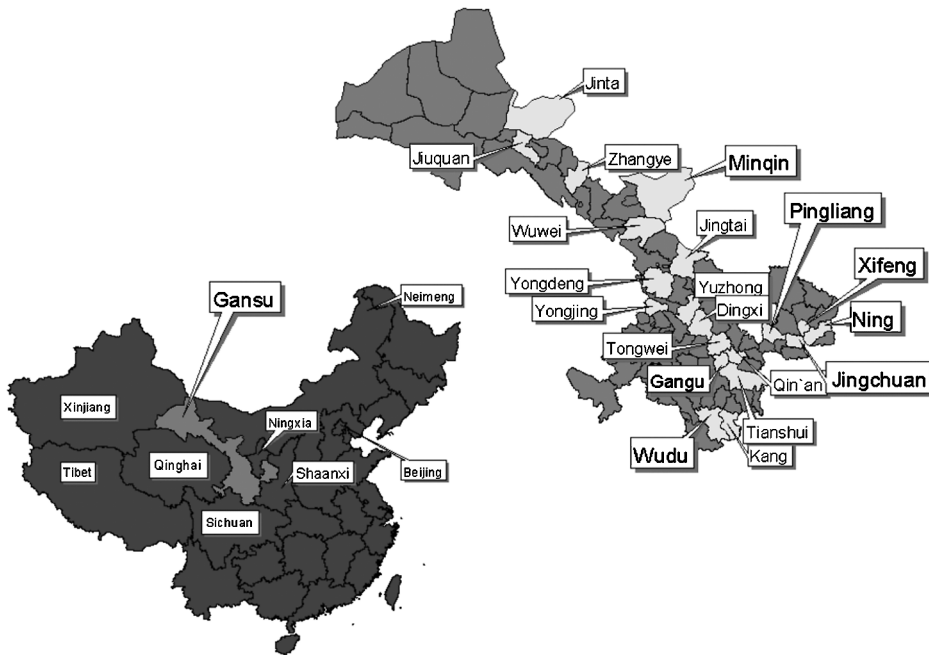 Jinta
Jiuquan
Zhangye
Minqin
Pingliang
Wuwei
Jingtai
Xifeng
Yongdeng
Yuzhong
Gansu
Neimeng
Yongjing
Dingxi
Ning
Tongwei
Gangu
Qin`an
Jingchuan
Xinjiang
Ningxia
Tianshui
Wudu
Kang
Tibet
Qinghai
Shaanxi
Beijing
Sichuan